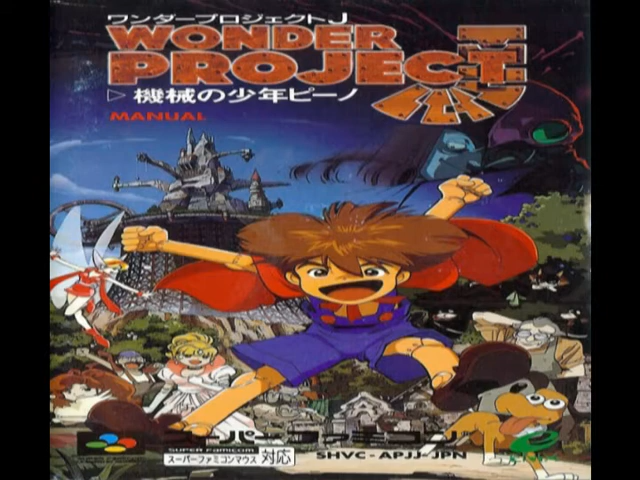 ワンダープロジェクトJ
WONDER
PROJECT J
▷ 機械の少年ピーノ
MANUAL
スーパーファミコン
SUPER FAMICOM
スーパーファミコンマウス 対応
SHVC-APJJ-JPN